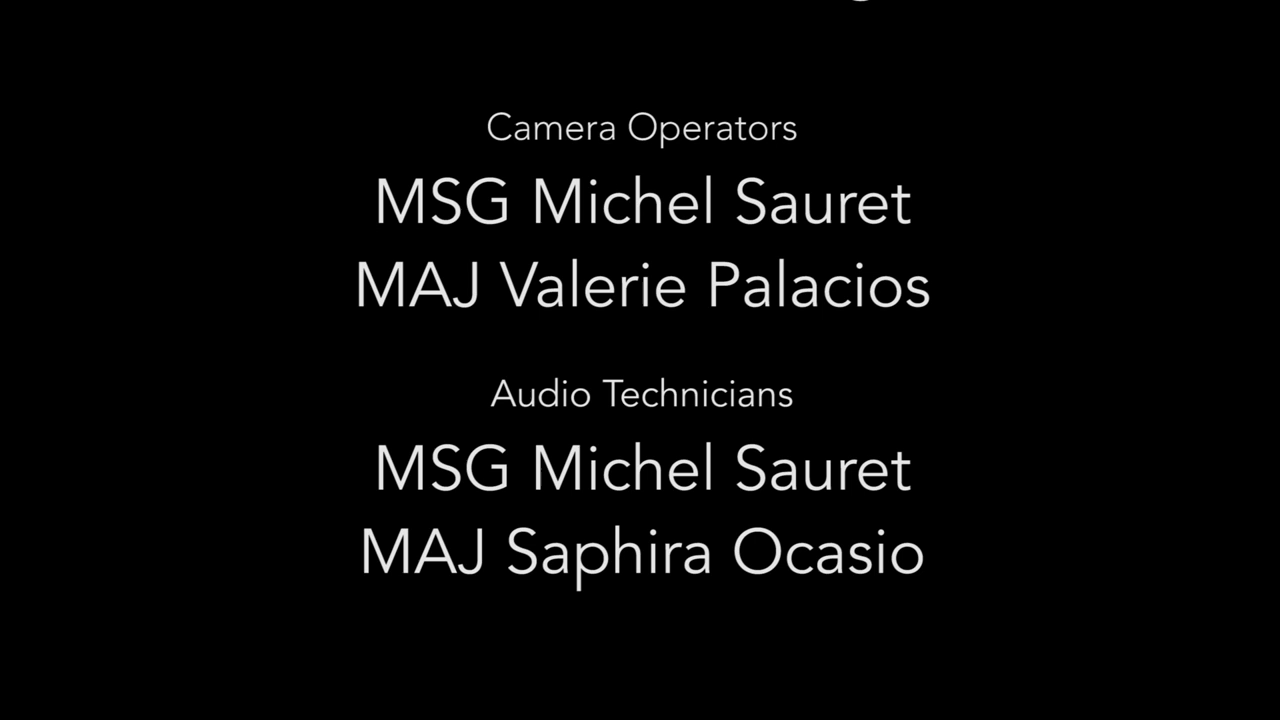 Camera Operators
MSG Michel Sauret
MAJ Valerie Palacios
Audio Technicians
MSG Michel Sauret
MAJ Saphira Ocasio